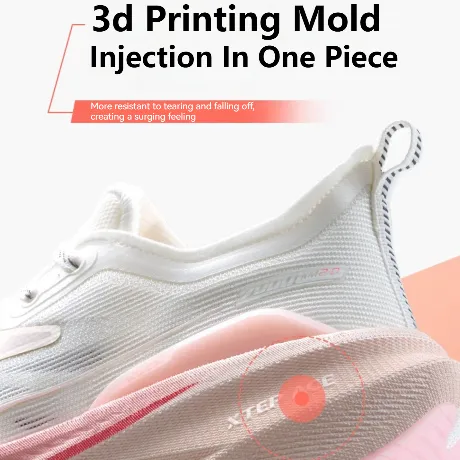 3d Printing Mold
Injection In One Piece
More resistant to tearing and falling off,
creating a surging feeling